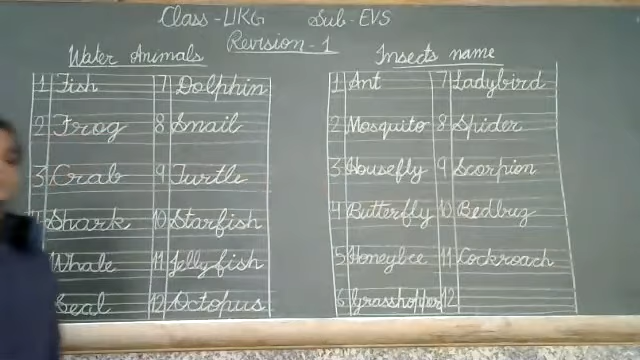 Class - UKG Sub - EVS
Revision - 1
Water Animals
1 Fish 7 Dolphin
2 Frog 8 Snail
3 Crab 9 Turtle
Shark 10 Starfish
Whale 11 Jellyfish
Seal 12 Octopus
Insects name
1 Ant 7 Ladybird
2 Mosquito 8 Spider
3 Housefly 9 Scorpion
4 Butterfly 10 Bedbug
5 Honeybee 11 Cockroach
6 Grasshopper 12